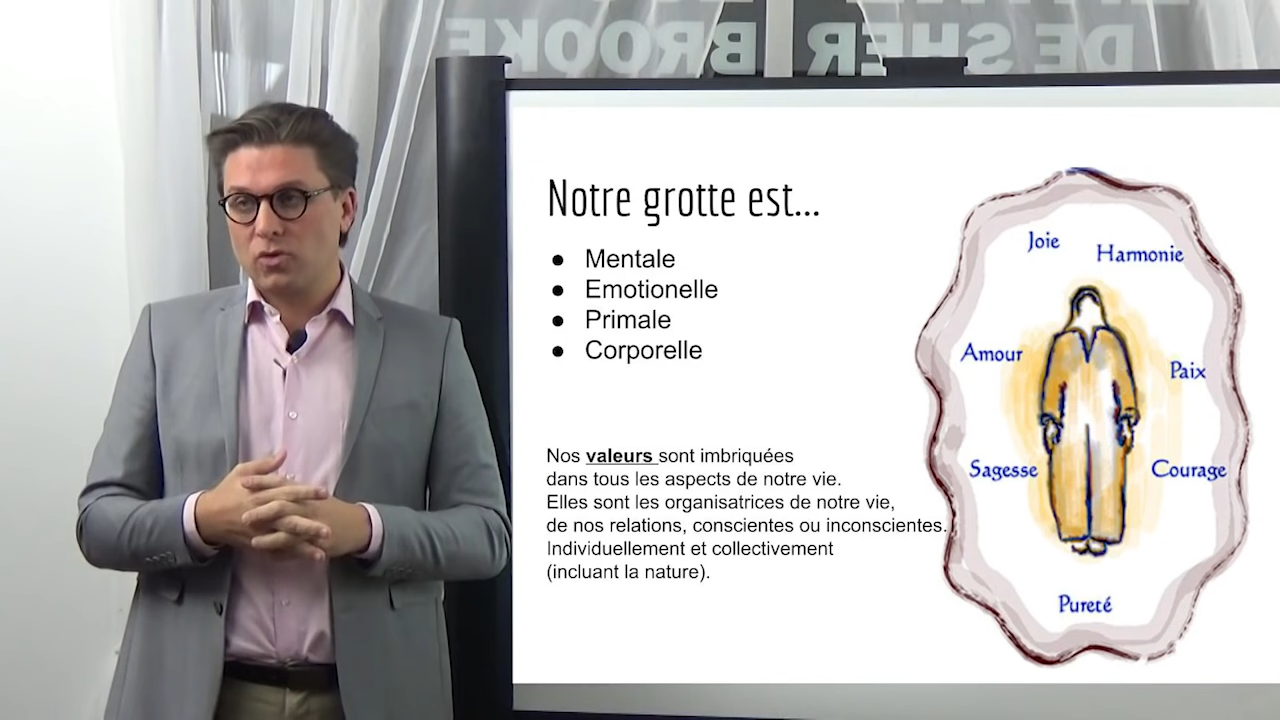 DE SHERBROOKE
Notre grotte est...
● Mentale
● Emotionelle
● Primale
● Corporelle
Nos valeurs sont imbriquées
dans tous les aspects de notre vie.
Elles sont les organisatrices de notre vie,
de nos relations, conscientes ou inconscientes.
Individuellement et collectivement
(incluant la nature).
Joie
Harmonie
Amour
Paix
Sagesse
Courage
Pureté